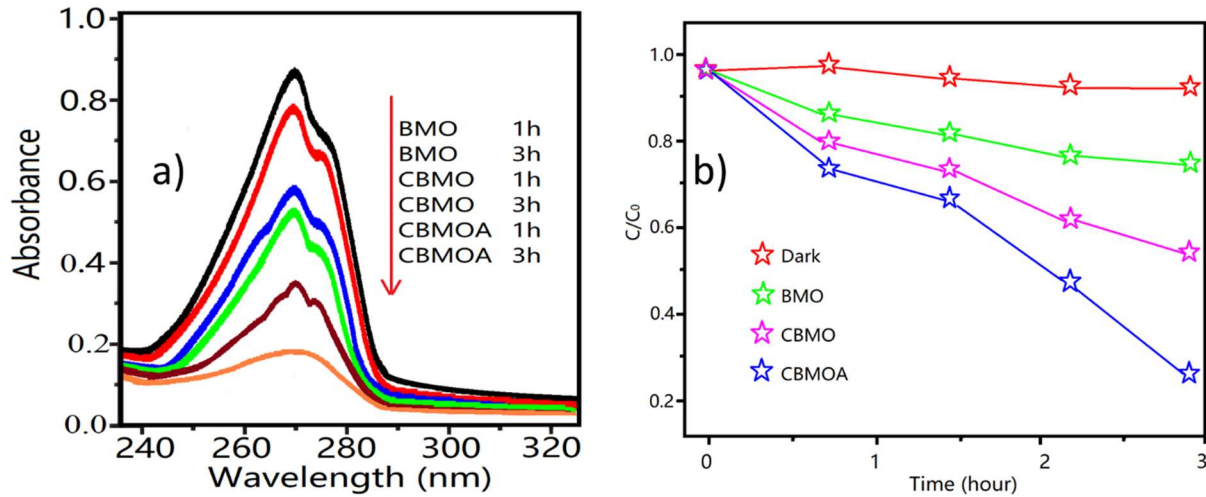 1.0
0.8
0.6
0.4
0.2
0.0
Absorbance
a)
BMO 1h
BMO 3h
CBMO 1h
CBMO 3h
CBMOA 1h
CBMOA 3h
240 260 280 300 320
Wavelength (nm)
1.0
0.8
0.6
0.4
0.2
C/C₀
b)
Dark
BMO
CBMO
CBMOA
0 1 2 3
Time (hour)